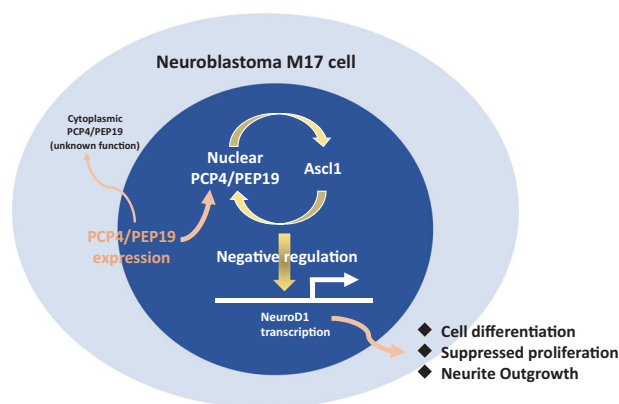 Neuroblastoma M17 cell
Cytoplasmic
PCP4/PEP19
(unknown function)
Nuclear
PCP4/PEP19
Ascl1
PCP4/PEP19
expression
Negative regulation
NeuroD1
transcription
◆ Cell differentiation
◆ Suppressed proliferation
◆ Neurite Outgrowth